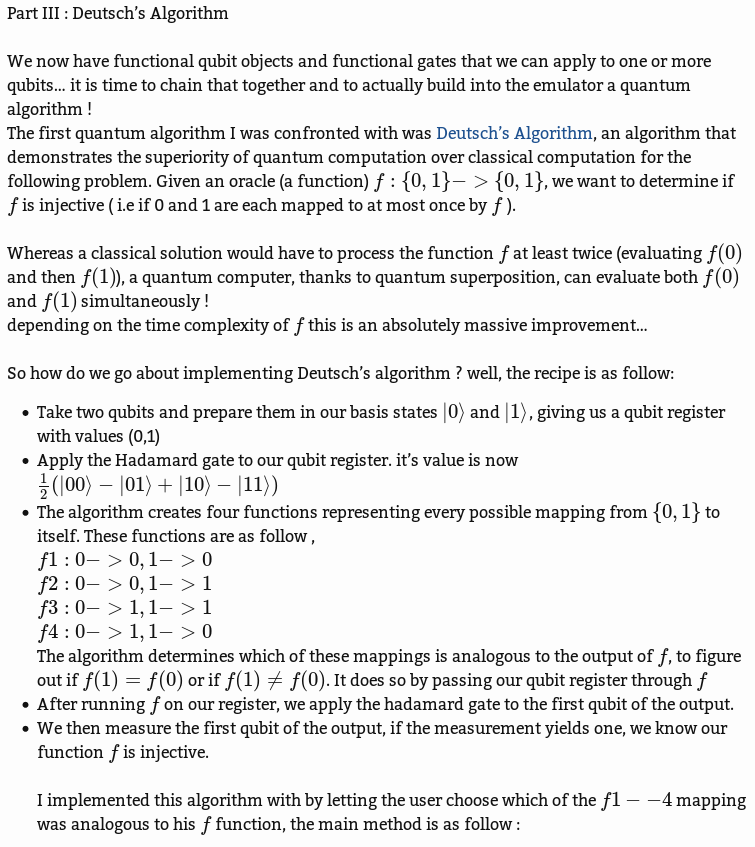 Part III : Deutsch’s Algorithm
We now have functional qubit objects and functional gates that we can apply to one or more
qubits... it is time to chain that together and to actually build into the emulator a quantum
algorithm !
The first quantum algorithm I was confronted with was Deutsch’s Algorithm, an algorithm that
demonstrates the superiority of quantum computation over classical computation for the
following problem. Given an oracle (a function) f : {0, 1}− > {0, 1}, we want to determine if
f is injective ( i.e if 0 and 1 are each mapped to at most once by f ).
Whereas a classical solution would have to process the function f at least twice (evaluating f(0)
and then f(1)), a quantum computer, thanks to quantum superposition, can evaluate both f(0)
and f(1) simultaneously !
depending on the time complexity of f this is an absolutely massive improvement...
So how do we go about implementing Deutsch’s algorithm ? well, the recipe is as follow:
• Take two qubits and prepare them in our basis states |0⟩ and |1⟩, giving us a qubit register
with values (0,1)
• Apply the Hadamard gate to our qubit register. it’s value is now
½(|00⟩ − |01⟩ + |10⟩ − |11⟩)
• The algorithm creates four functions representing every possible mapping from {0, 1} to
itself. These functions are as follow ,
f1 : 0− > 0, 1− > 0
f2 : 0− > 0, 1− > 1
f3 : 0− > 1, 1− > 1
f4 : 0− > 1, 1− > 0
The algorithm determines which of these mappings is analogous to the output of f, to figure
out if f(1) = f(0) or if f(1) ≠ f(0). It does so by passing our qubit register through f
• After running f on our register, we apply the hadamard gate to the first qubit of the output.
• We then measure the first qubit of the output, if the measurement yields one, we know our
function f is injective.
I implemented this algorithm with by letting the user choose which of the f1 − −4 mapping
was analogous to his f function, the main method is as follow :